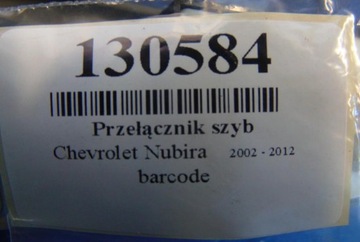 130584
Przełącznik szyb
Chevrolet Nubira 2002 - 2012
barcode